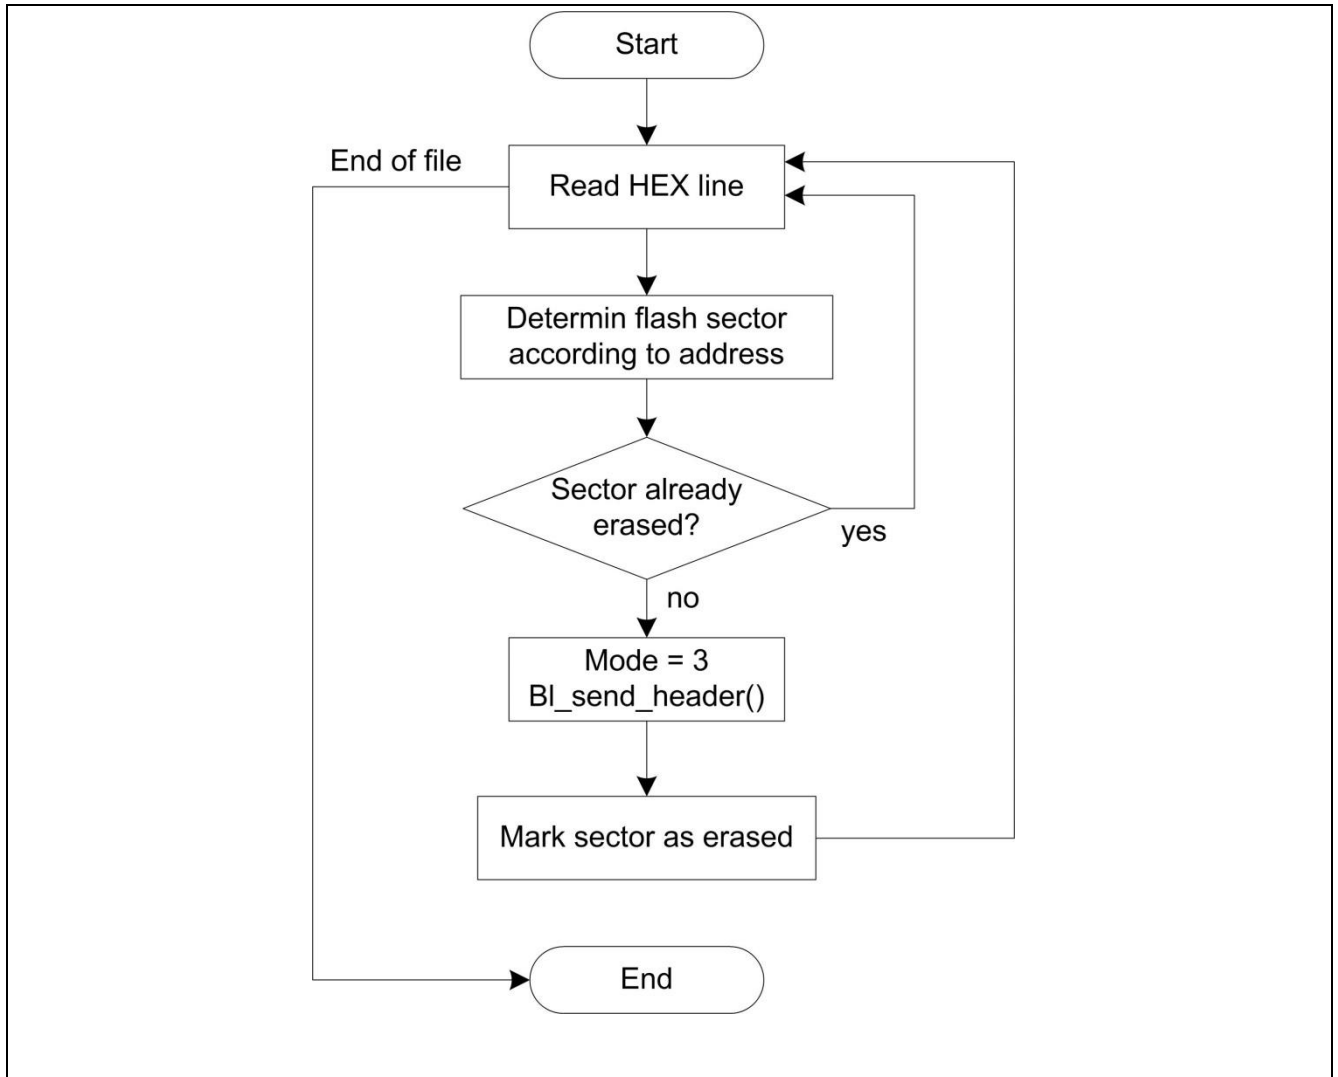 Start
End of file
Read HEX line
Determin flash sector
according to address
Sector already
erased?
yes
no
Mode = 3
Bl_send_header()
Mark sector as erased
End